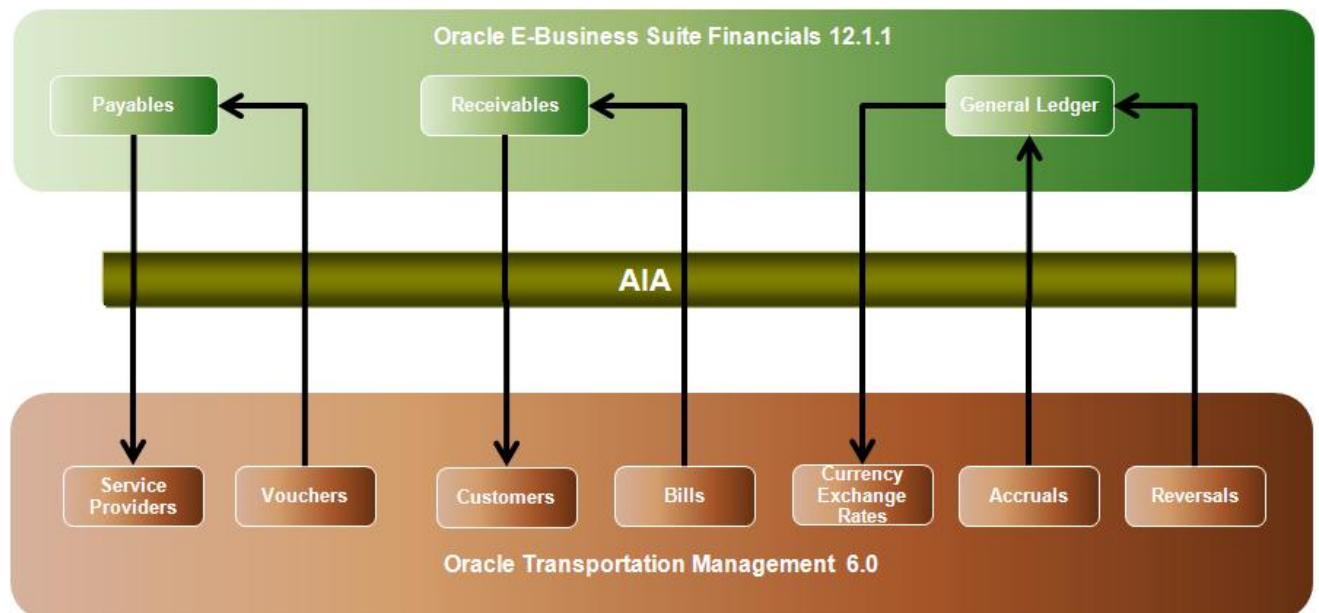 Oracle E-Business Suite Financials 12.1.1
Payables
Receivables
General Ledger
AIA
Service
Providers
Vouchers
Customers
Bills
Currency
Exchange
Rates
Accruals
Reversals
Oracle Transportation Management 6.0